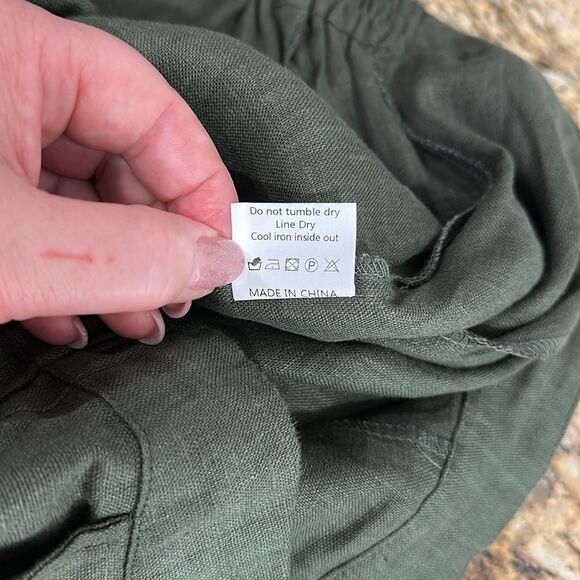 Do not tumble dry
Line Dry
Cool iron inside out
P
MADE IN CHINA